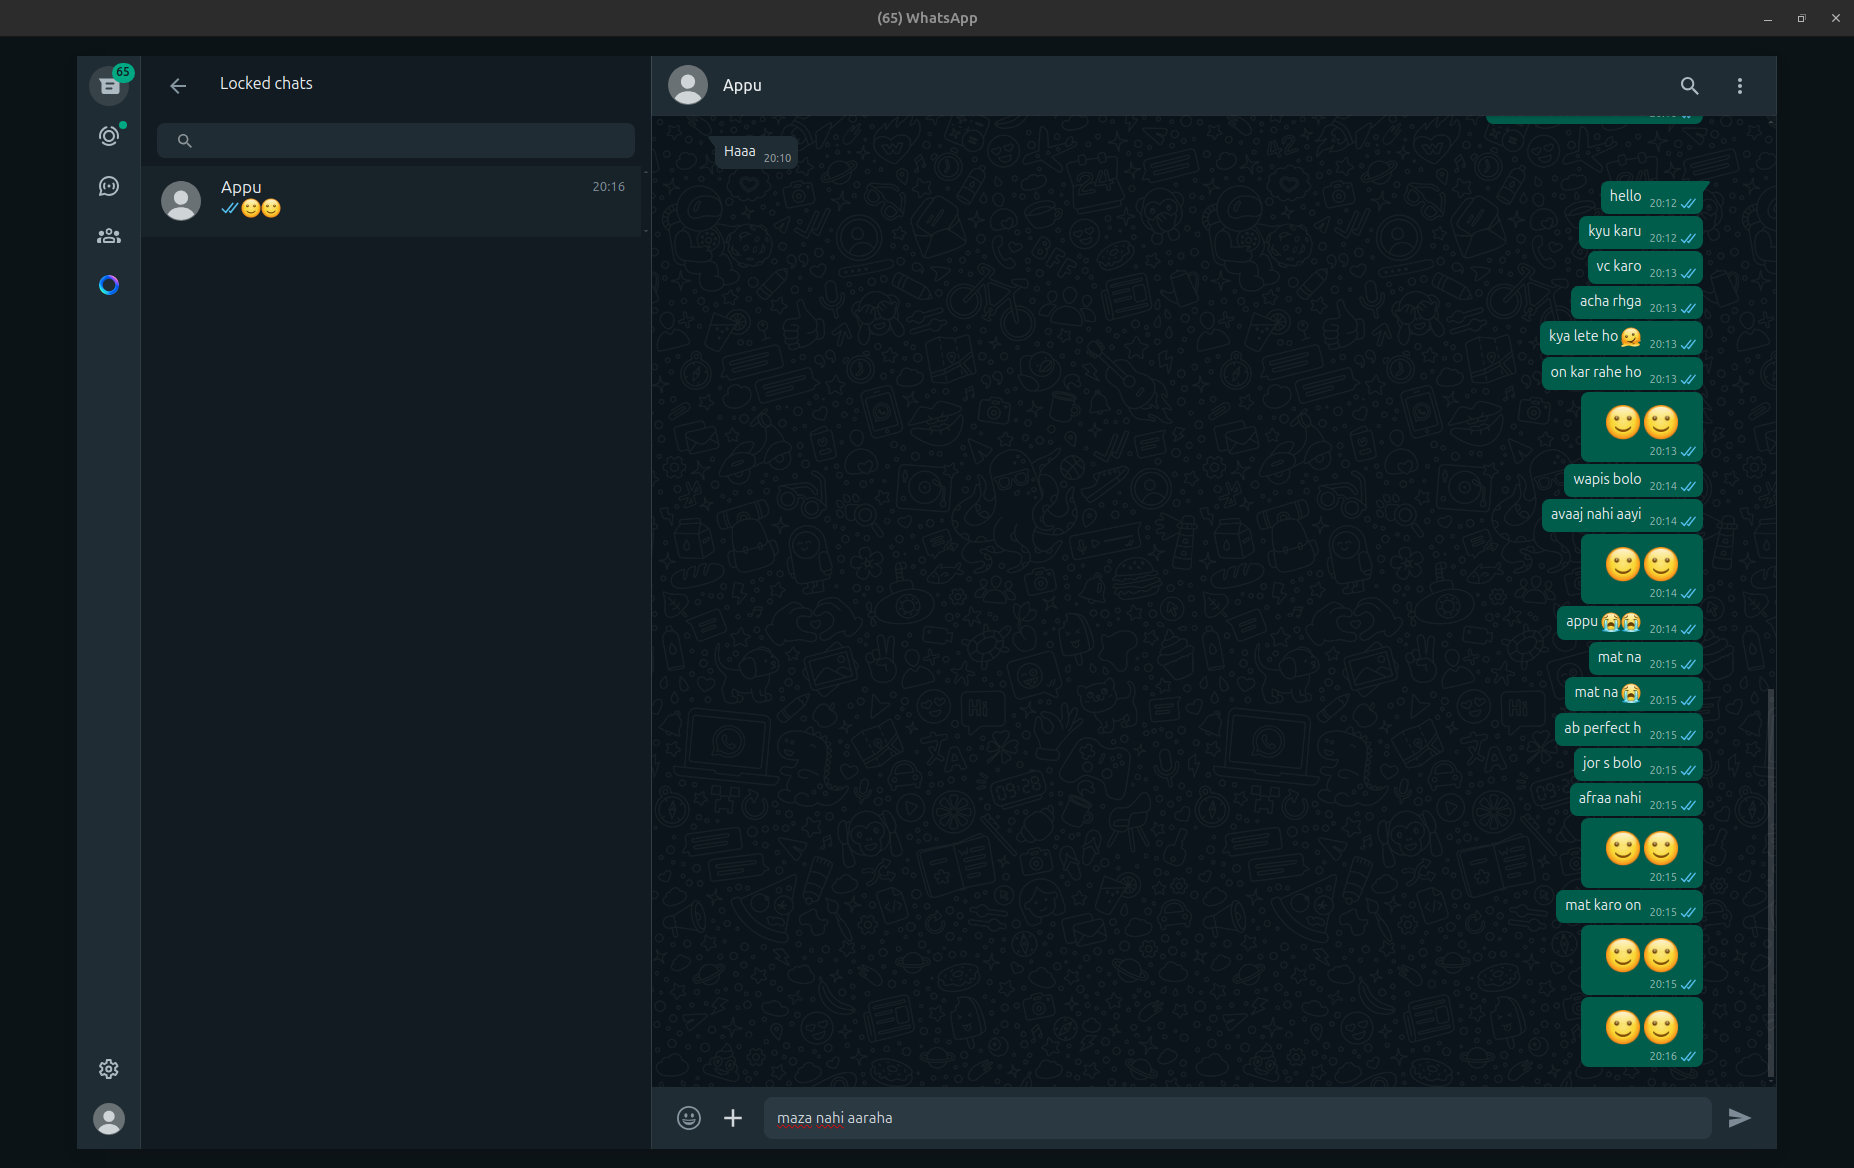 (65) WhatsApp
65
Locked chats
Appu
20:16
🙂🙂
Appu
Haaa 20:10
hello 20:12
kyu karu 20:12
vc karo 20:13
acha rhga 20:13
kya lete ho🤗 20:13
on kar rahe ho 20:13
🙂🙂
20:13
wapis bolo 20:14
avaaj nahi aayi 20:14
🙂🙂
20:14
appu😭😭 20:14
mat na 20:15
mat na😭 20:15
ab perfect h 20:15
jor s bolo 20:15
afraa nahi 20:15
🙂🙂
20:15
mat karo on 20:15
🙂🙂
20:15
🙂🙂
20:16
maza nahi aaraha